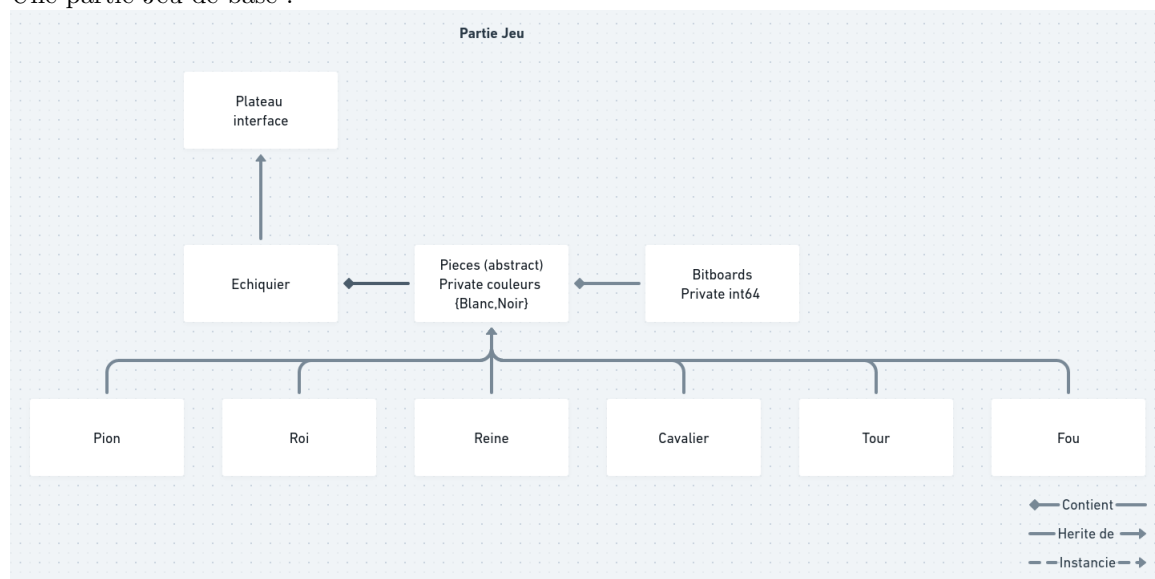 Une partie Jeu de base :
Partie Jeu
Plateau
interface
Echiquier
Pieces (abstract)
Private couleurs
{Blanc,Noir}
Bitboards
Private int64
Pion
Roi
Reine
Cavalier
Tour
Fou
Contient
Herite de
Instancie